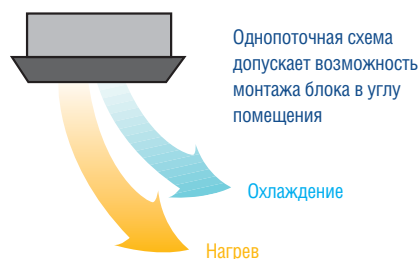 Однопоточная схема
допускает возможность
монтажа блока в углу
помещения
Охлаждение
Нагрев